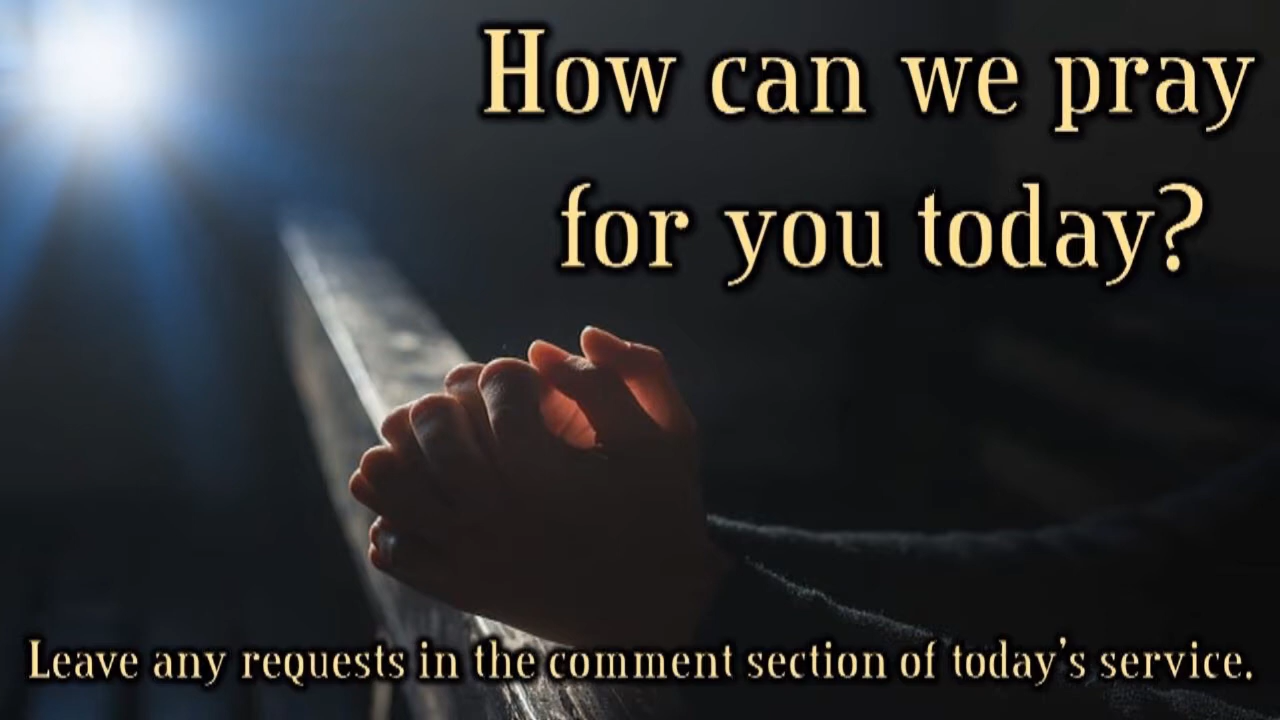 How can we pray
for you today?
Leave any requests in the comment section of today's service.